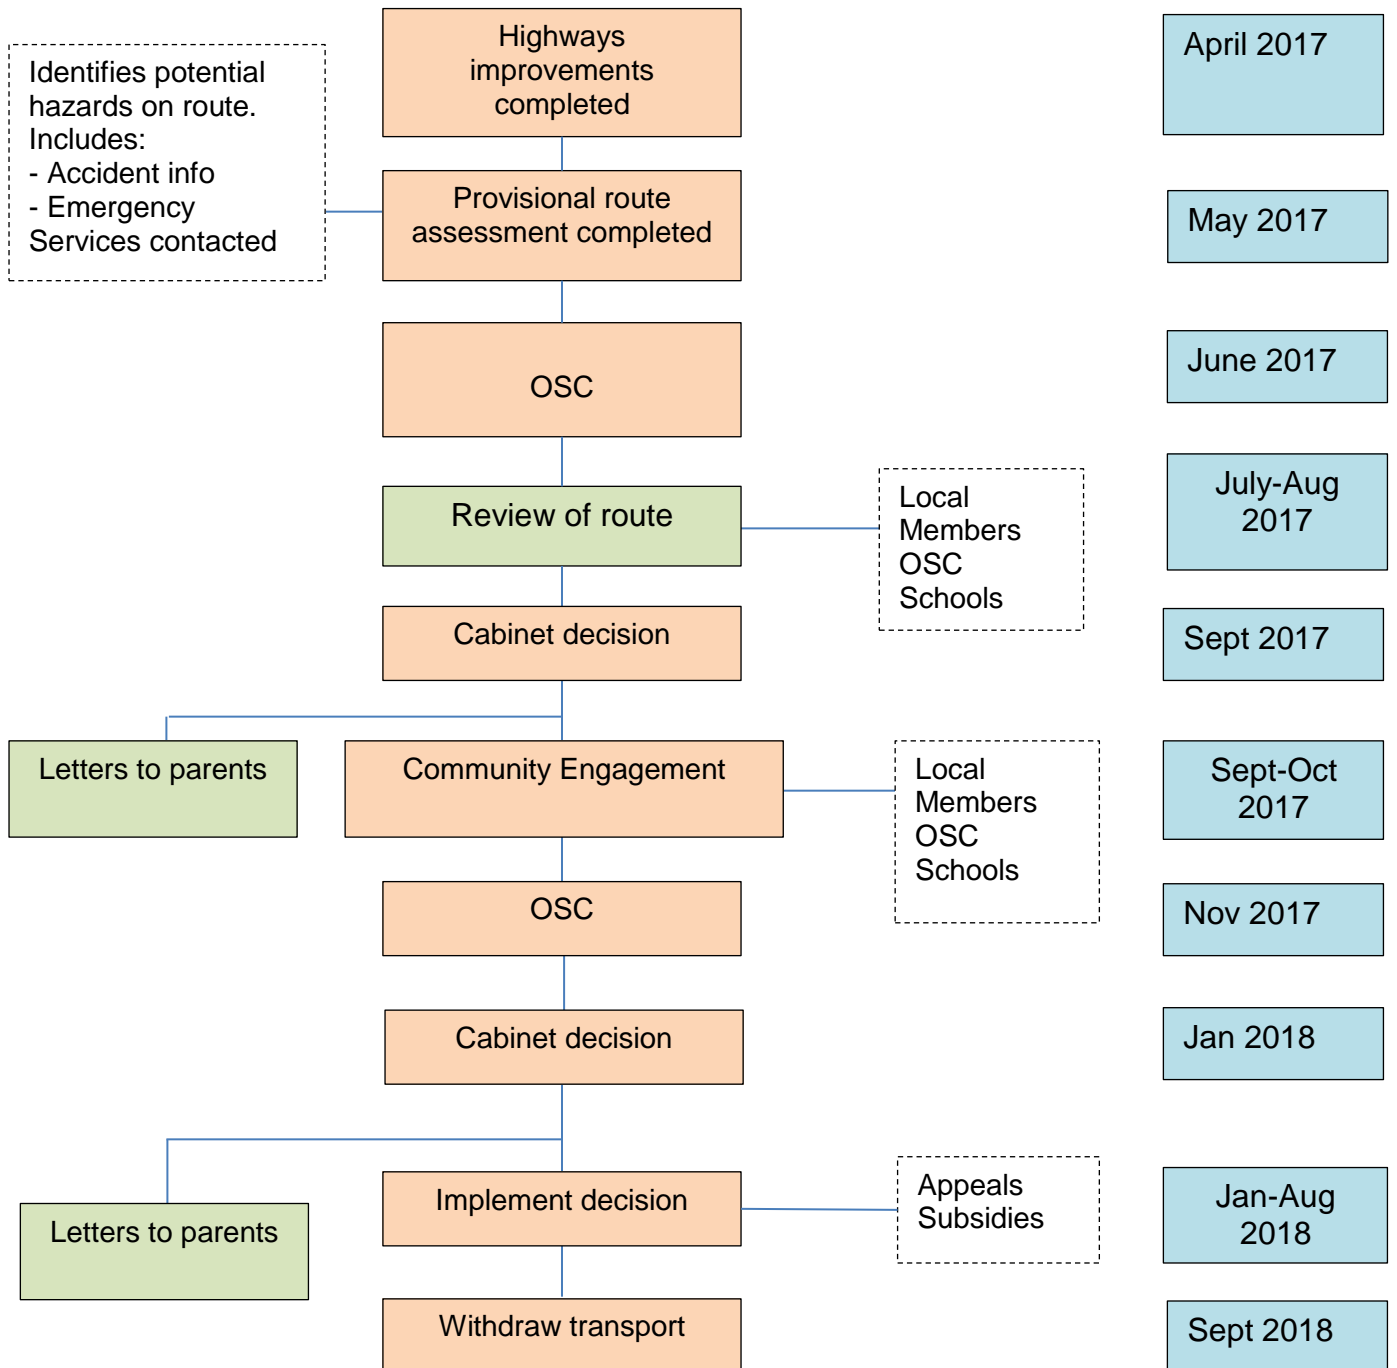 Highways
improvements
completed
April 2017
Identifies potential
hazards on route.
Includes:
- Accident info
- Emergency
Services contacted
Provisional route
assessment completed
May 2017
OSC
June 2017
Review of route
Local
Members
OSC
Schools
July-Aug
2017
Cabinet decision
Sept 2017
Letters to parents
Community Engagement
Local
Members
OSC
Schools
Sept-Oct
2017
OSC
Nov 2017
Cabinet decision
Jan 2018
Letters to parents
Implement decision
Appeals
Subsidies
Jan-Aug
2018
Withdraw transport
Sept 2018